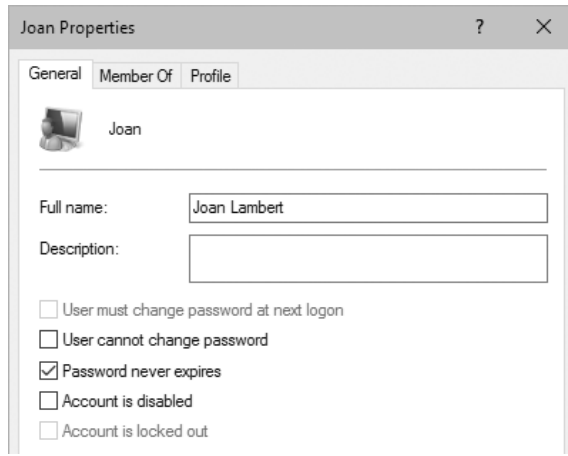 Joan Properties ?
General Member Of Profile
Joan
Full name: Joan Lambert
Description:
User must change password at next logon
User cannot change password
Password never expires
Account is disabled
Account is locked out